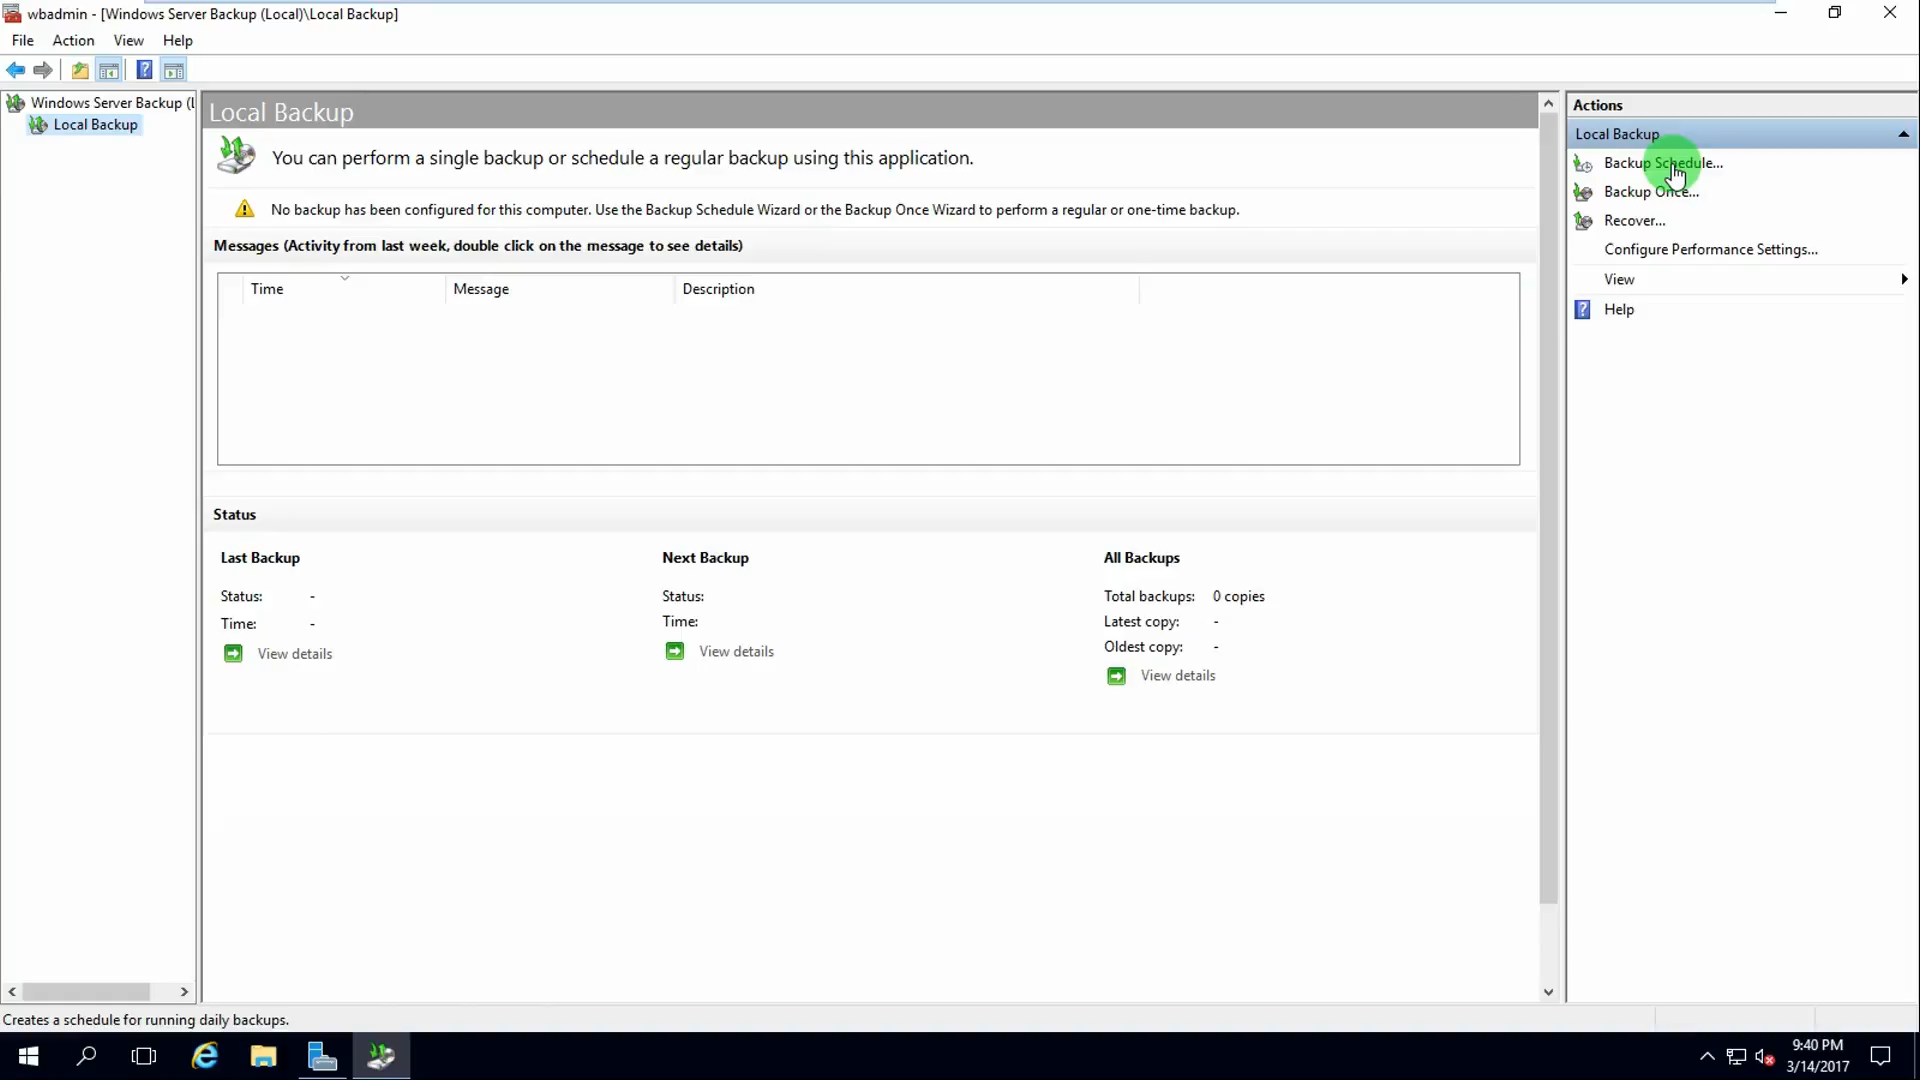 wbadmin - [Windows Server Backup (Local)\Local Backup]
File Action View Help
Windows Server Backup (L
Local Backup
Local Backup
You can perform a single backup or schedule a regular backup using this application.
No backup has been configured for this computer. Use the Backup Schedule Wizard or the Backup Once Wizard to perform a regular or one-time backup.
Messages (Activity from last week, double click on the message to see details)
Time Message Description
Status
Last Backup
Status: -
Time: -
View details
Next Backup
Status:
Time:
View details
All Backups
Total backups: 0 copies
Latest copy: -
Oldest copy: -
View details
Actions
Local Backup
Backup Schedule...
Backup Once...
Recover...
Configure Performance Settings...
View
Help
Creates a schedule for running daily backups.
9:40 PM
3/14/2017